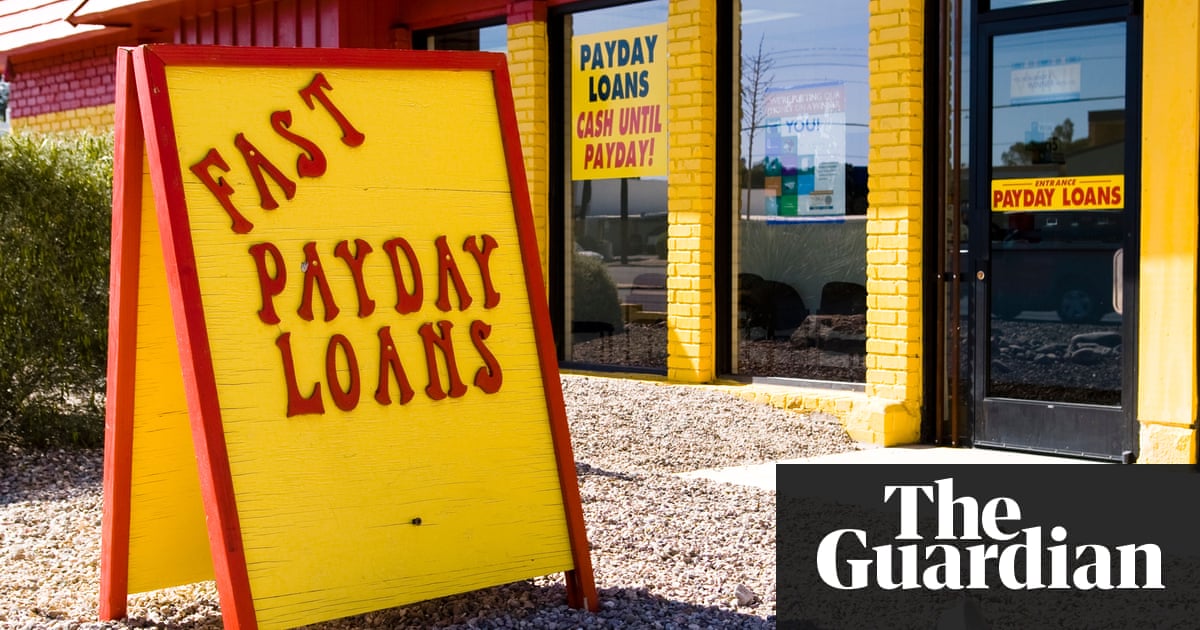 FAST
PAYDAY
LOANS
PAYDAY
LOANS
CASH UNTIL
PAYDAY!
YOU!
ENTRANCE
PAYDAY LOANS
The
Guardian